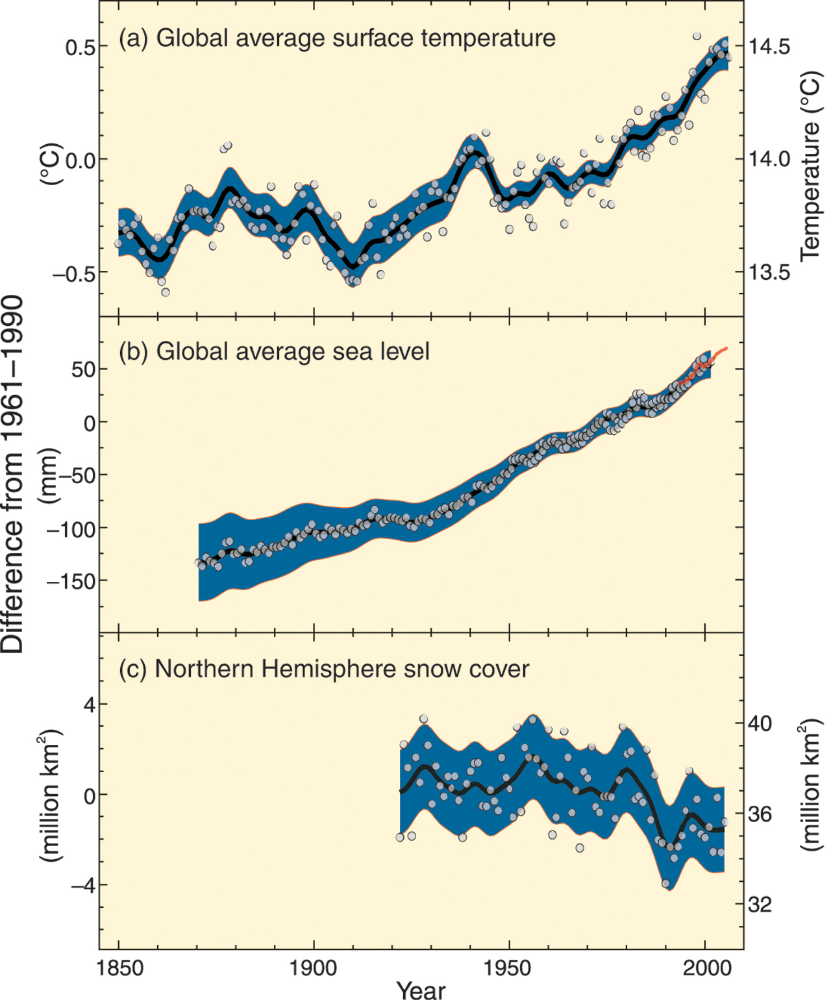 (a) Global average surface temperature
0.5
0.0
−0.5
(°C)
14.5
14.0
13.5
Temperature (°C)
Difference from 1961–1990
(b) Global average sea level
50
0
−50
−100
−150
(mm)
(c) Northern Hemisphere snow cover
4
0
−4
(million km²)
40
36
32
(million km²)
1850 1900 1950 2000
Year